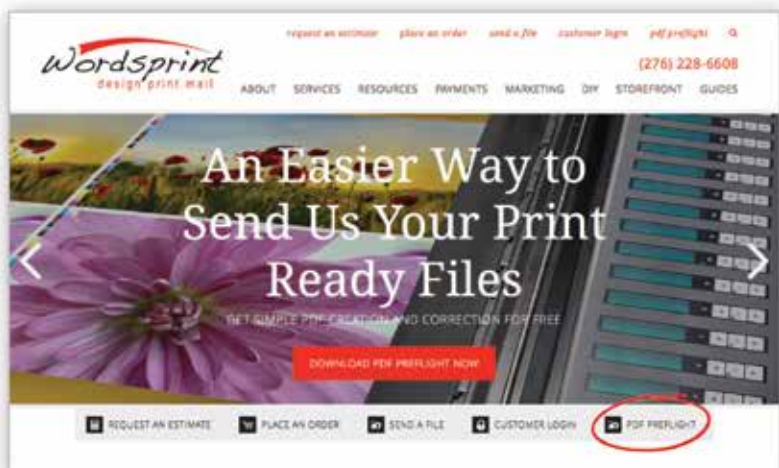 request an estimate place an order send a file customer login pdf preflight
Wordsprint
design print mail
(276) 228-6608
ABOUT SERVICES RESOURCES PAYMENTS MARKETING DIY STOREFRONT GUIDES
An Easier Way to
Send Us Your Print
Ready Files
GET SIMPLE PDF CREATION AND CORRECTION FOR FREE
DOWNLOAD PDF PREFLIGHT NOW
REQUEST AN ESTIMATE PLACE AN ORDER SEND A FILE CUSTOMER LOGIN PDF PREFLIGHT